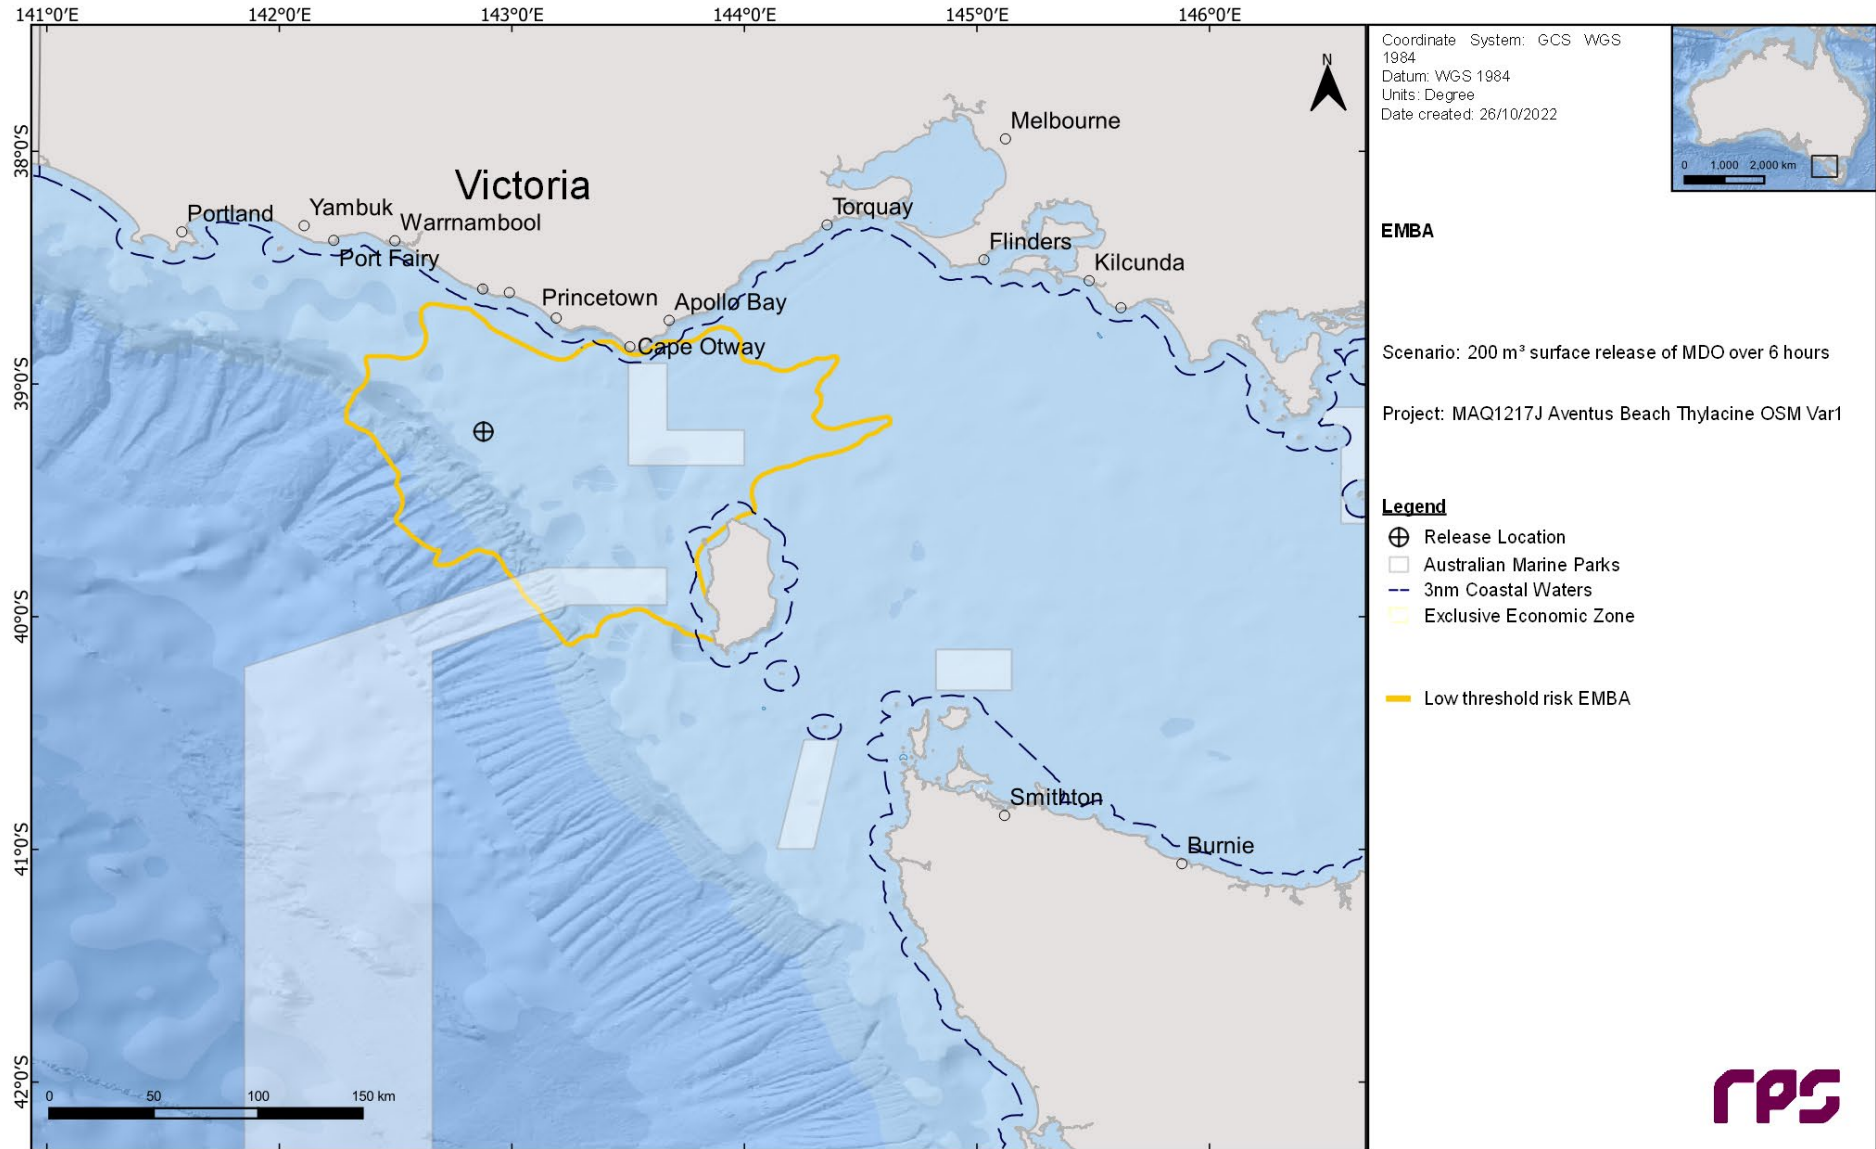 141°0'E
142°0'E
143°0'E
144°0'E
145°0'E
146°0'E
38°0'S
39°0'S
40°0'S
41°0'S
42°0'S
N
Melbourne
Victoria
Portland
Yambuk
Warrnambool
Port Fairy
Torquay
Flinders
Kilcunda
Princetown
Apollo Bay
Cape Otway
Smithton
Burnie
0 50 100 150 km
Coordinate System: GCS WGS
1984
Datum: WGS 1984
Units: Degree
Date created: 26/10/2022
0 1,000 2,000 km
EMBA
Scenario: 200 m³ surface release of MDO over 6 hours
Project: MAQ1217J Aventus Beach Thylacine OSM Var1
Legend
Release Location
Australian Marine Parks
3nm Coastal Waters
Exclusive Economic Zone
Low threshold risk EMBA
rps